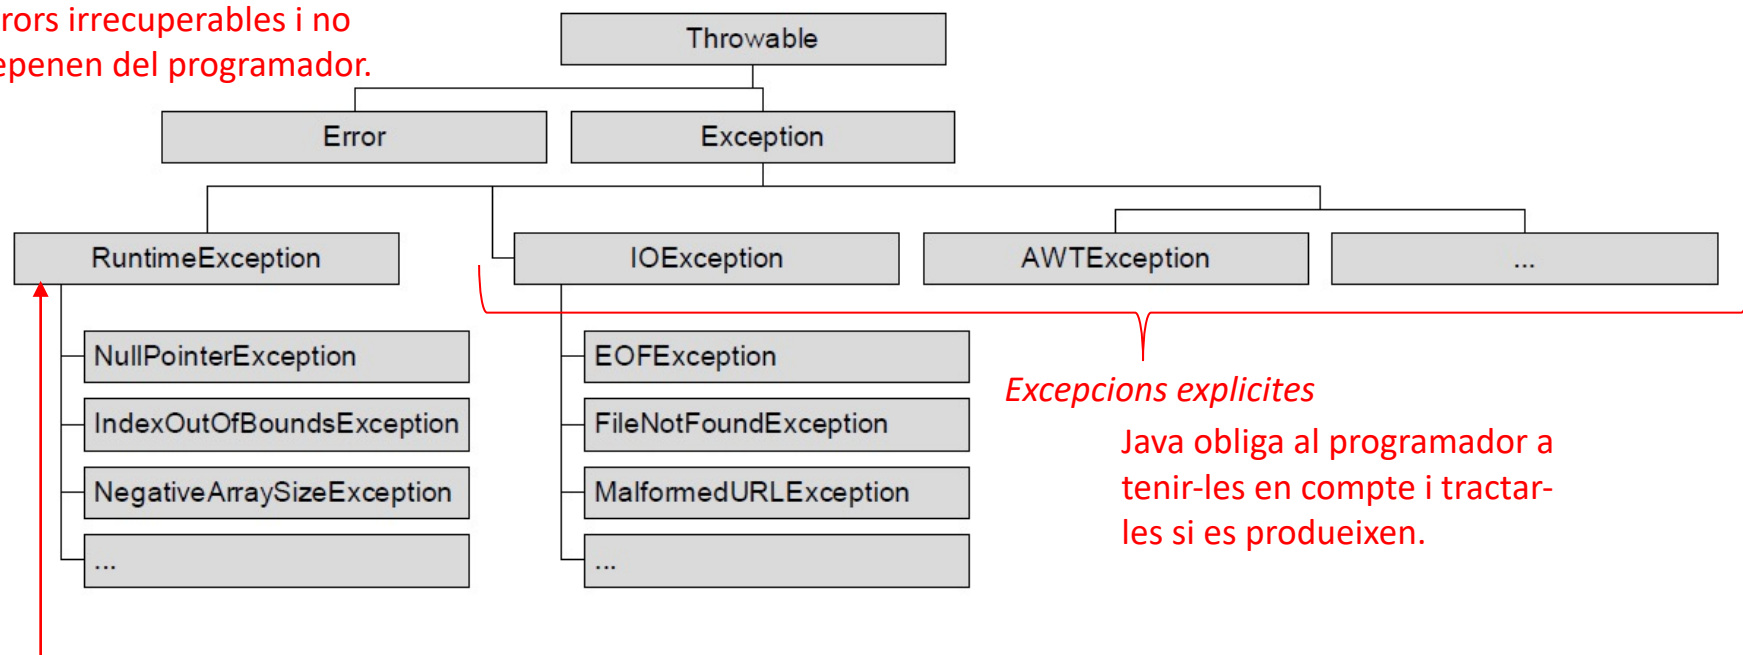 rors irrecuperables i no
epenen del programador.
Throwable
Error
Exception
RuntimeException
IOException
AWTException
...
NullPointerException
IndexOutOfBoundsException
NegativeArraySizeException
...
EOFException
FileNotFoundException
MalformedURLException
...
Excepcions explicites
Java obliga al programador a
tenir-les en compte i tractar-
les si es produeixen.